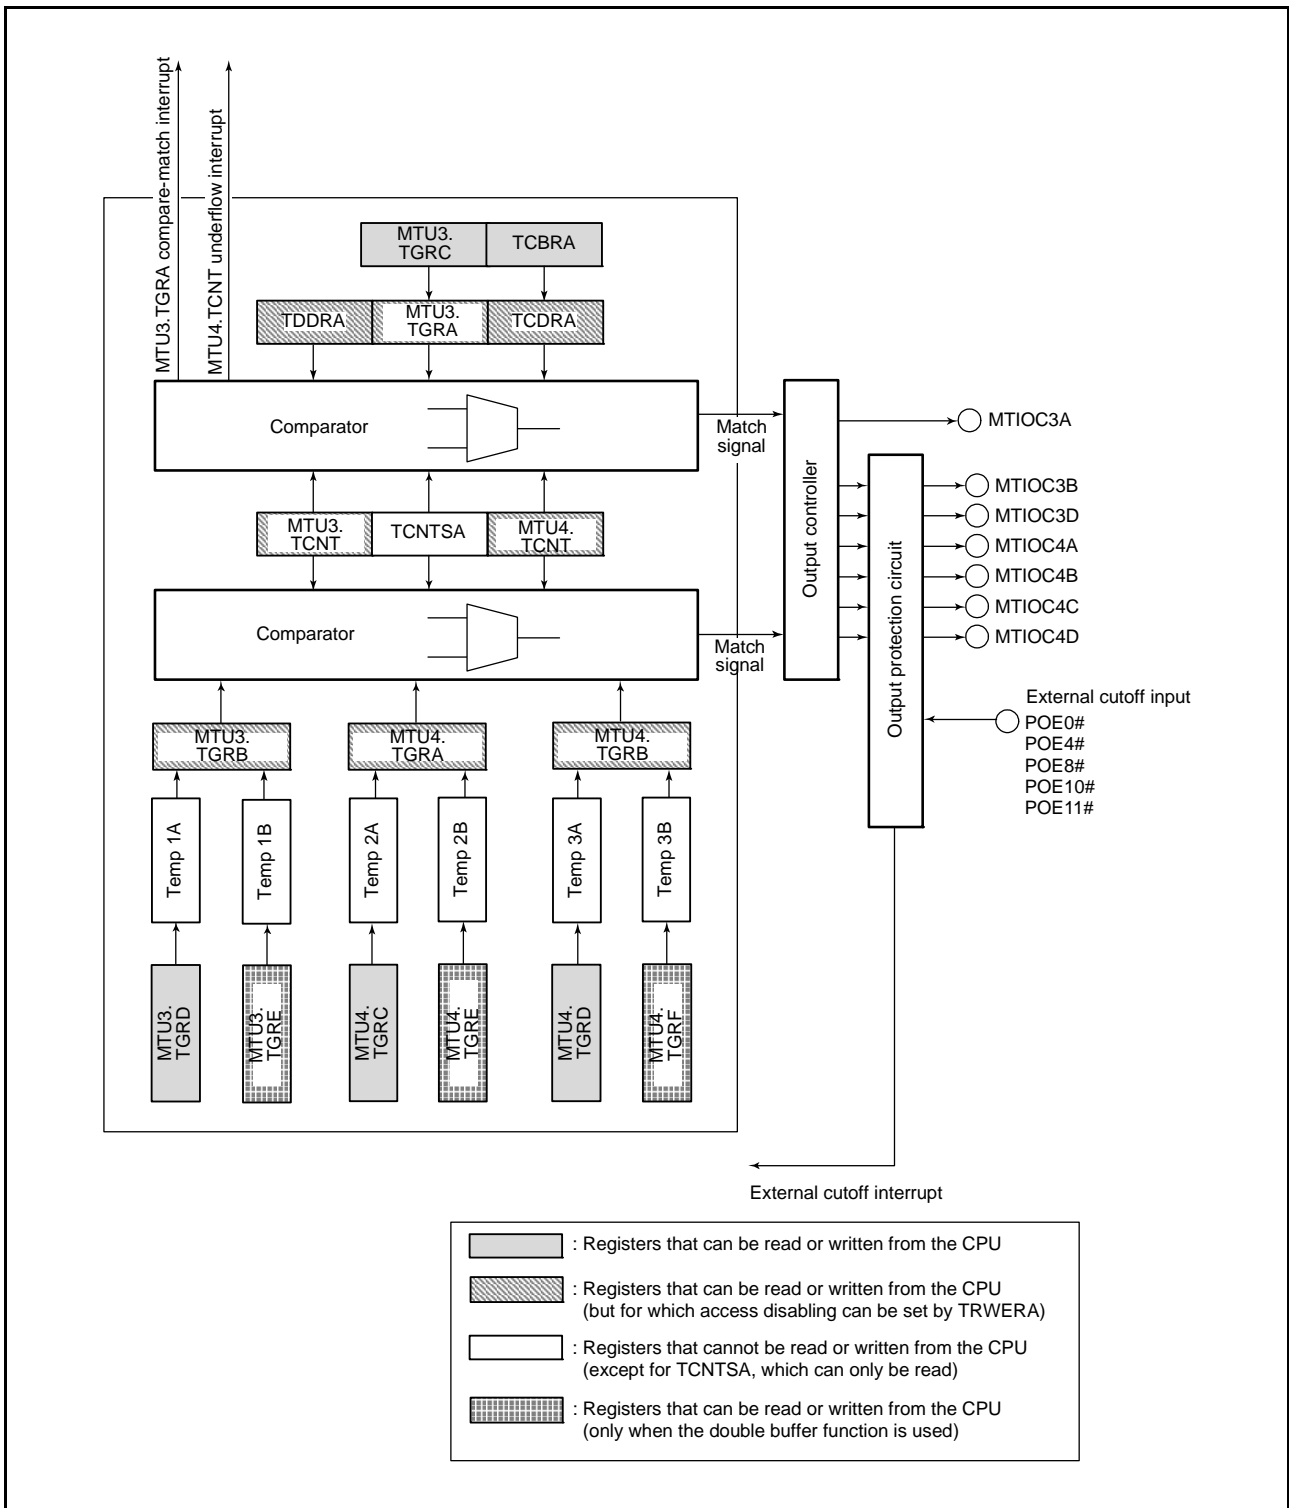 MTU3.TGRA compare-match interrupt
MTU4.TCNT underflow interrupt
MTU3.
TGRC
TCBRA
TDDRA
MTU3.
TGRA
TCDRA
Comparator
Match
signal
MTU3.
TCNT
TCNTSA
MTU4.
TCNT
Comparator
Match
signal
Output controller
Output protection circuit
MTIOC3A
MTIOC3B
MTIOC3D
MTIOC4A
MTIOC4B
MTIOC4C
MTIOC4D
External cutoff input
POE0#
POE4#
POE8#
POE10#
POE11#
MTU3.
TGRB
MTU4.
TGRA
MTU4.
TGRB
Temp 1A
Temp 1B
Temp 2A
Temp 2B
Temp 3A
Temp 3B
MTU3.
TGRD
MTU3.
TGRE
MTU4.
TGRC
MTU4.
TGRE
MTU4.
TGRD
MTU4.
TGRF
External cutoff interrupt
: Registers that can be read or written from the CPU
: Registers that can be read or written from the CPU
(but for which access disabling can be set by TRWERA)
: Registers that cannot be read or written from the CPU
(except for TCNTSA, which can only be read)
: Registers that can be read or written from the CPU
(only when the double buffer function is used)